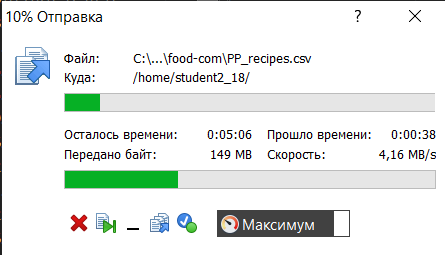 10% Отправка
Файл: C:\...\food-com\PP_recipes.csv
Куда: /home/student2_18/
Осталось времени: 0:05:06 Прошло времени: 0:00:38
Передано байт: 149 MB Скорость: 4,16 MB/s
Максимум